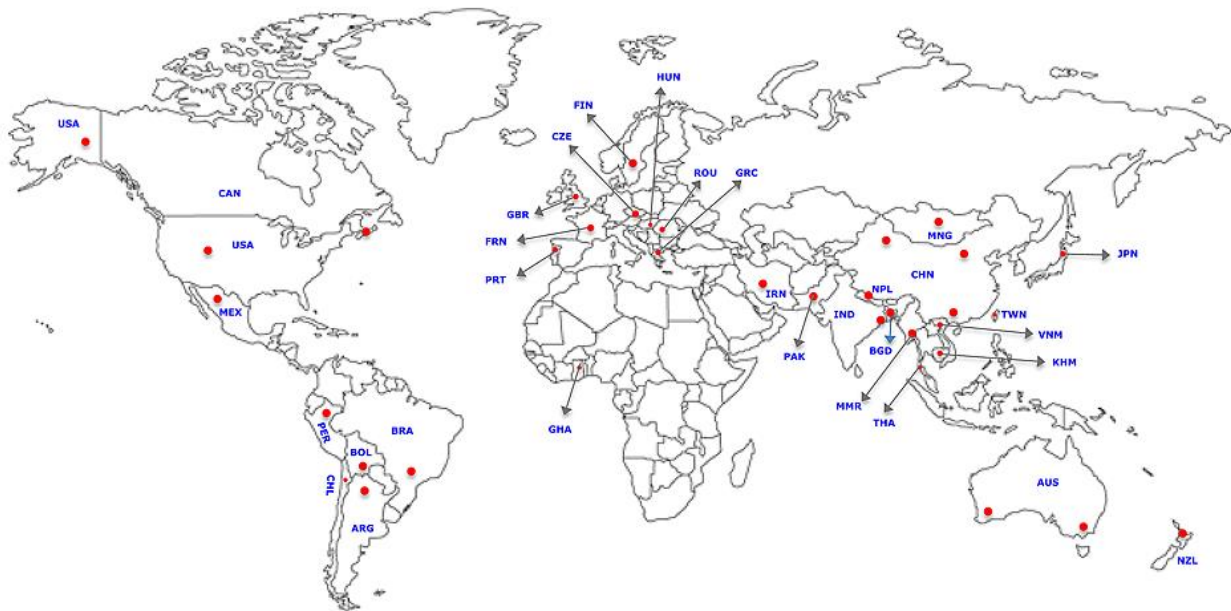 HUN
FIN
USA
CZE
ROU
GRC
CAN
GBR
MNG
FRN
USA
JPN
CHN
PRT
IRN
NPL
MEX
IND
TWN
VNM
PAK
BGD
KHM
MMR
THA
GHA
PER
BRA
BOL
CHL
AUS
ARG
NZL